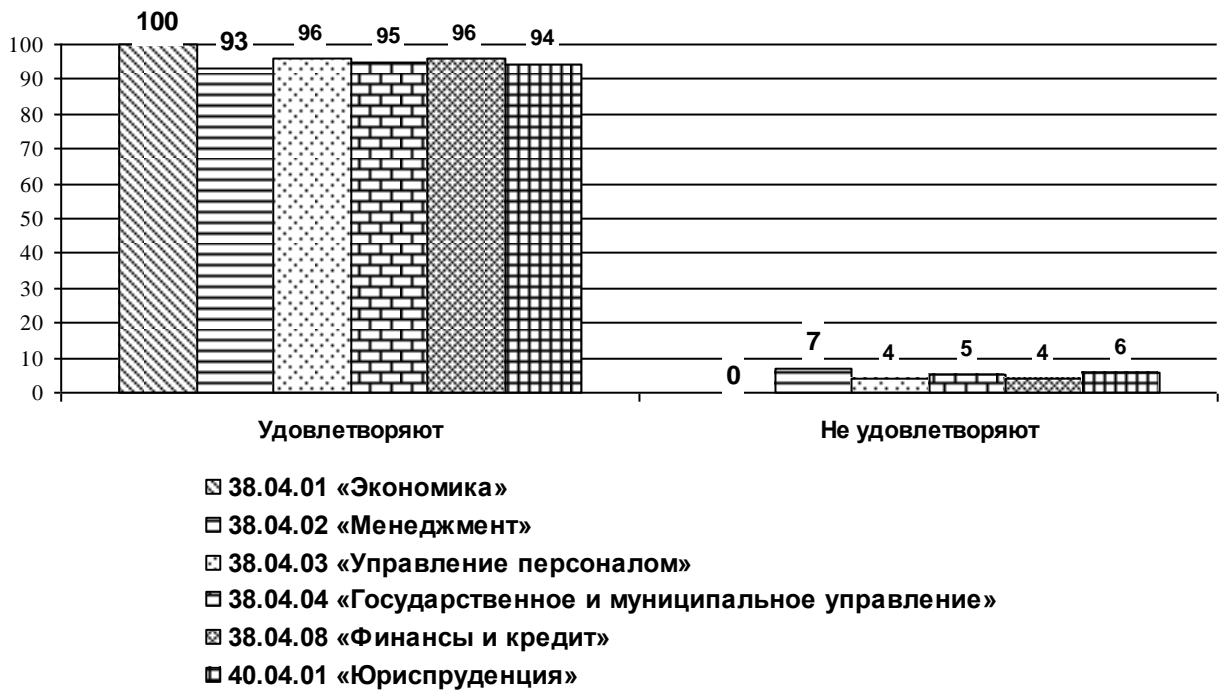 100 93 96 95 96 94
100
90
80
70
60
50
40
30
20
10
0
0 7 4 5 4 6
Удовлетворяют Не удовлетворяют
38.04.01 «Экономика»
38.04.02 «Менеджмент»
38.04.03 «Управление персоналом»
38.04.04 «Государственное и муниципальное управление»
38.04.08 «Финансы и кредит»
40.04.01 «Юриспруденция»